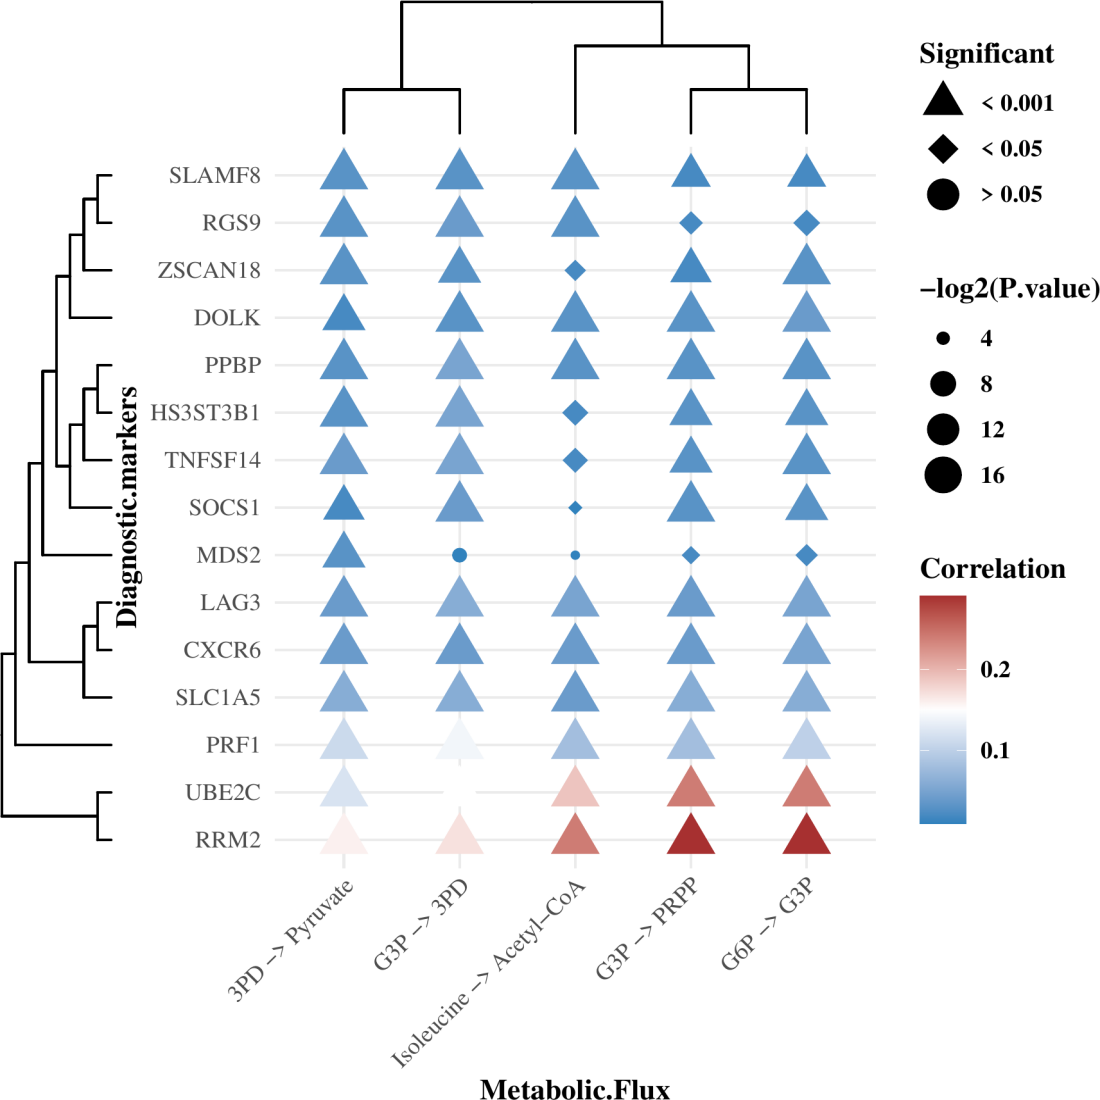 SLAMF8
RGS9
ZSCAN18
DOLK
PPBP
HS3ST3B1
TNFSF14
SOCS1
MDS2
LAG3
CXCR6
SLC1A5
PRF1
UBE2C
RRM2
Diagnostic.markers
3PD −> Pyruvate
G3P −> 3PD
Isoleucine −> Acetyl−CoA
G3P −> PRPP
G6P −> G3P
Metabolic.Flux
Significant
< 0.001
< 0.05
> 0.05
−log2(P.value)
4
8
12
16
Correlation
0.2
0.1